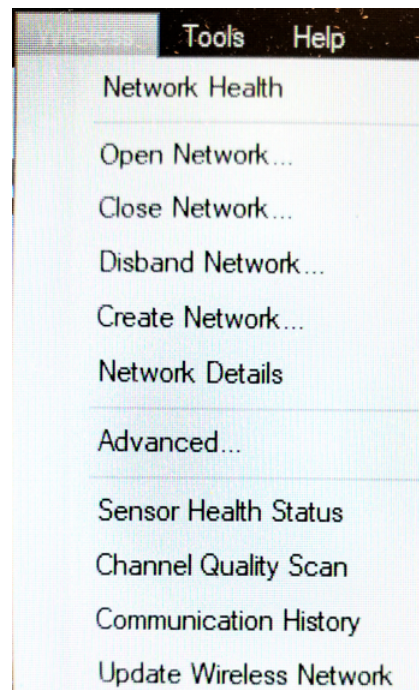 Wireless Tools Help
Network Health
Open Network...
Close Network...
Disband Network...
Create Network...
Network Details
Advanced...
Sensor Health Status
Channel Quality Scan
Communication History
Update Wireless Network